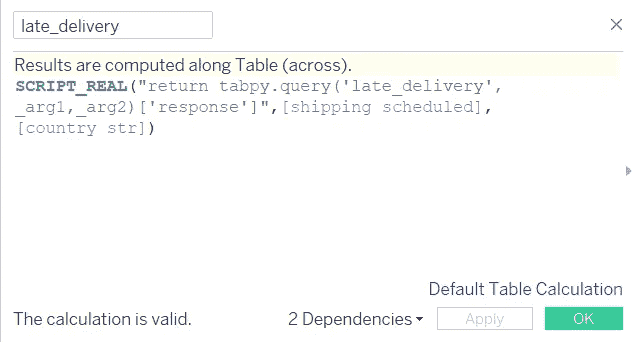 late_delivery
Results are computed along Table (across).
SCRIPT_REAL("return tabpy.query('late_delivery',
_arg1,_arg2)['response']",[shipping scheduled],
[country str])
Default Table Calculation
The calculation is valid.
2 Dependencies
Apply
OK